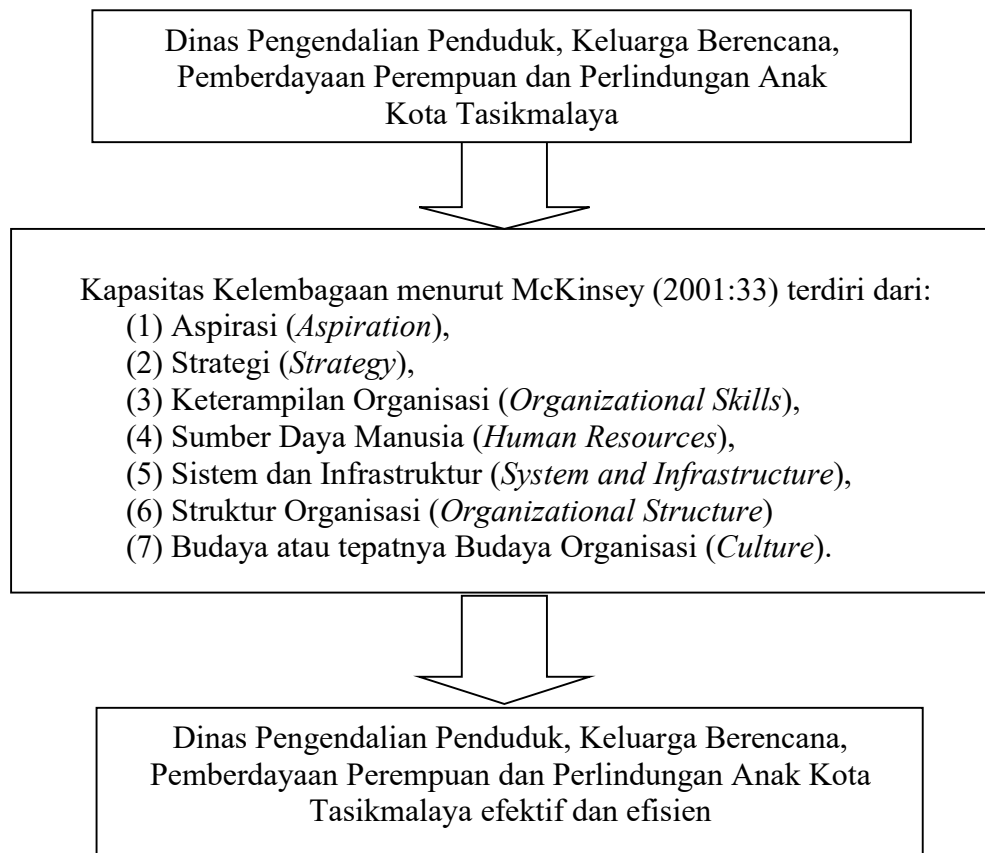 Dinas Pengendalian Penduduk, Keluarga Berencana,
Pemberdayaan Perempuan dan Perlindungan Anak
Kota Tasikmalaya
Kapasitas Kelembagaan menurut McKinsey (2001:33) terdiri dari:
(1) Aspirasi (Aspiration),
(2) Strategi (Strategy),
(3) Keterampilan Organisasi (Organizational Skills),
(4) Sumber Daya Manusia (Human Resources),
(5) Sistem dan Infrastruktur (System and Infrastructure),
(6) Struktur Organisasi (Organizational Structure)
(7) Budaya atau tepatnya Budaya Organisasi (Culture).
Dinas Pengendalian Penduduk, Keluarga Berencana,
Pemberdayaan Perempuan dan Perlindungan Anak Kota
Tasikmalaya efektif dan efisien